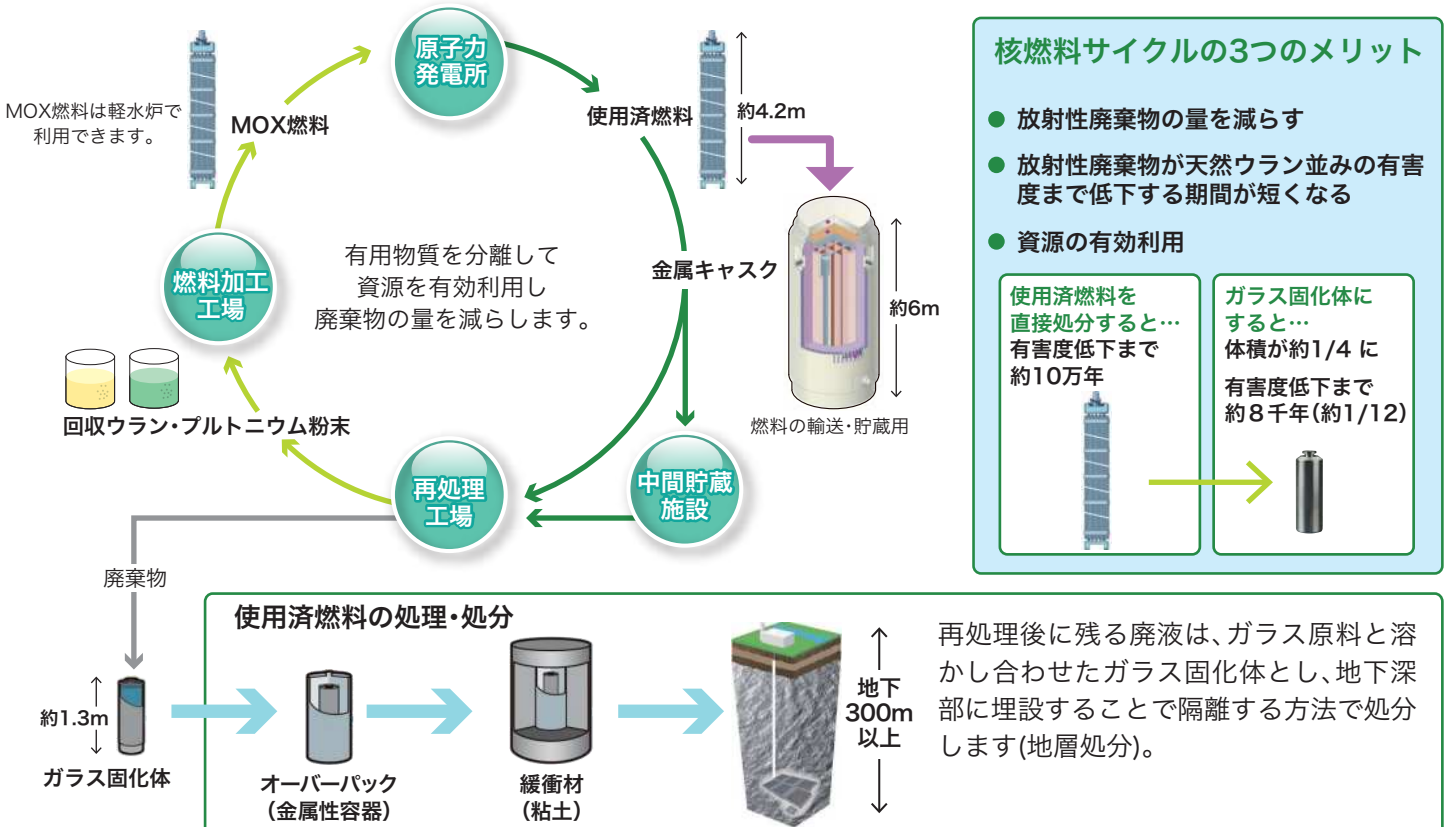 原子力
発電所
MOX燃料は軽水炉で
利用できます。
MOX燃料
使用済燃料
約4.2m
有用物質を分離して
資源を有効利用し
廃棄物の量を減らします。
金属キャスク
約6m
燃料の輸送・貯蔵用
燃料加工
工場
回収ウラン・プルトニウム粉末
再処理
工場
中間貯蔵
施設
核燃料サイクルの3つのメリット
● 放射性廃棄物の量を減らす
● 放射性廃棄物が天然ウラン並みの有害
度まで低下する期間が短くなる
● 資源の有効利用
使用済燃料を
直接処分すると…
有害度低下まで
約10万年
ガラス固化体に
すると…
体積が約1/4 に
有害度低下まで
約8千年(約1/12)
廃棄物
約1.3m
ガラス固化体
使用済燃料の処理・処分
オーバーパック
(金属性容器)
緩衝材
(粘土)
地下
300m
以上
再処理後に残る廃液は、ガラス原料と溶
かし合わせたガラス固化体とし、地下深
部に埋設することで隔離する方法で処分
します(地層処分)。